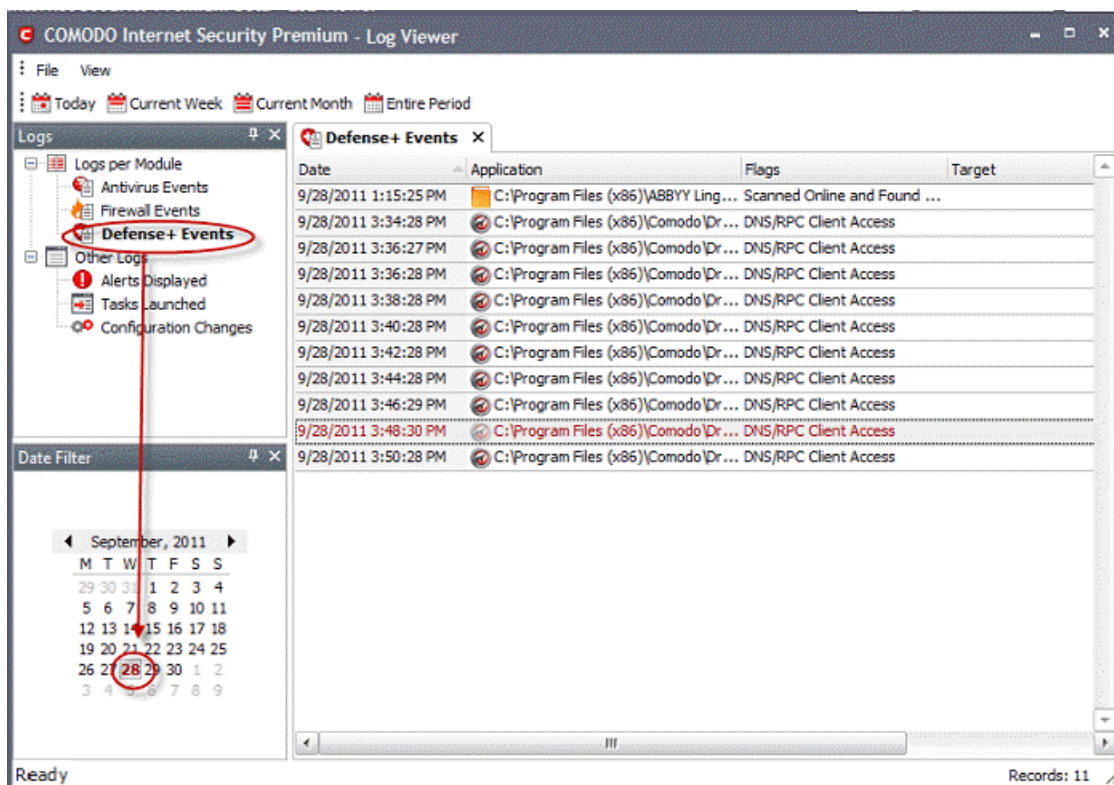 COMODO Internet Security Premium - Log Viewer
File View
Today Current Week Current Month Entire Period
Logs
Logs per Module
Antivirus Events
Firewall Events
Defense+ Events
Other Logs
Alerts Displayed
Tasks Launched
Configuration Changes
Defense+ Events
Date Application Flags Target
9/28/2011 1:15:25 PM C:\Program Files (x86)\ABBYY Ling... Scanned Online and Found ...
9/28/2011 3:34:28 PM C:\Program Files (x86)\Comodo\Dr... DNS/RPC Client Access
9/28/2011 3:36:27 PM C:\Program Files (x86)\Comodo\Dr... DNS/RPC Client Access
9/28/2011 3:36:28 PM C:\Program Files (x86)\Comodo\Dr... DNS/RPC Client Access
9/28/2011 3:38:28 PM C:\Program Files (x86)\Comodo\Dr... DNS/RPC Client Access
9/28/2011 3:40:28 PM C:\Program Files (x86)\Comodo\Dr... DNS/RPC Client Access
9/28/2011 3:42:28 PM C:\Program Files (x86)\Comodo\Dr... DNS/RPC Client Access
9/28/2011 3:44:28 PM C:\Program Files (x86)\Comodo\Dr... DNS/RPC Client Access
9/28/2011 3:46:29 PM C:\Program Files (x86)\Comodo\Dr... DNS/RPC Client Access
9/28/2011 3:48:30 PM C:\Program Files (x86)\Comodo\Dr... DNS/RPC Client Access
9/28/2011 3:50:28 PM C:\Program Files (x86)\Comodo\Dr... DNS/RPC Client Access
Date Filter
September, 2011
M T W T F S S
29 30 31 1 2 3 4
5 6 7 8 9 10 11
12 13 14 15 16 17 18
19 20 21 22 23 24 25
26 27 28 29 30 1 2
3 4 5 6 7 8 9
Ready
Records: 11